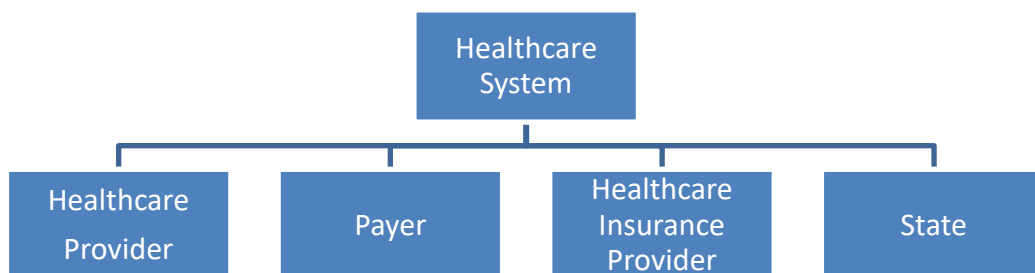 Healthcare
System
Healthcare
Provider
Payer
Healthcare
Insurance
Provider
State